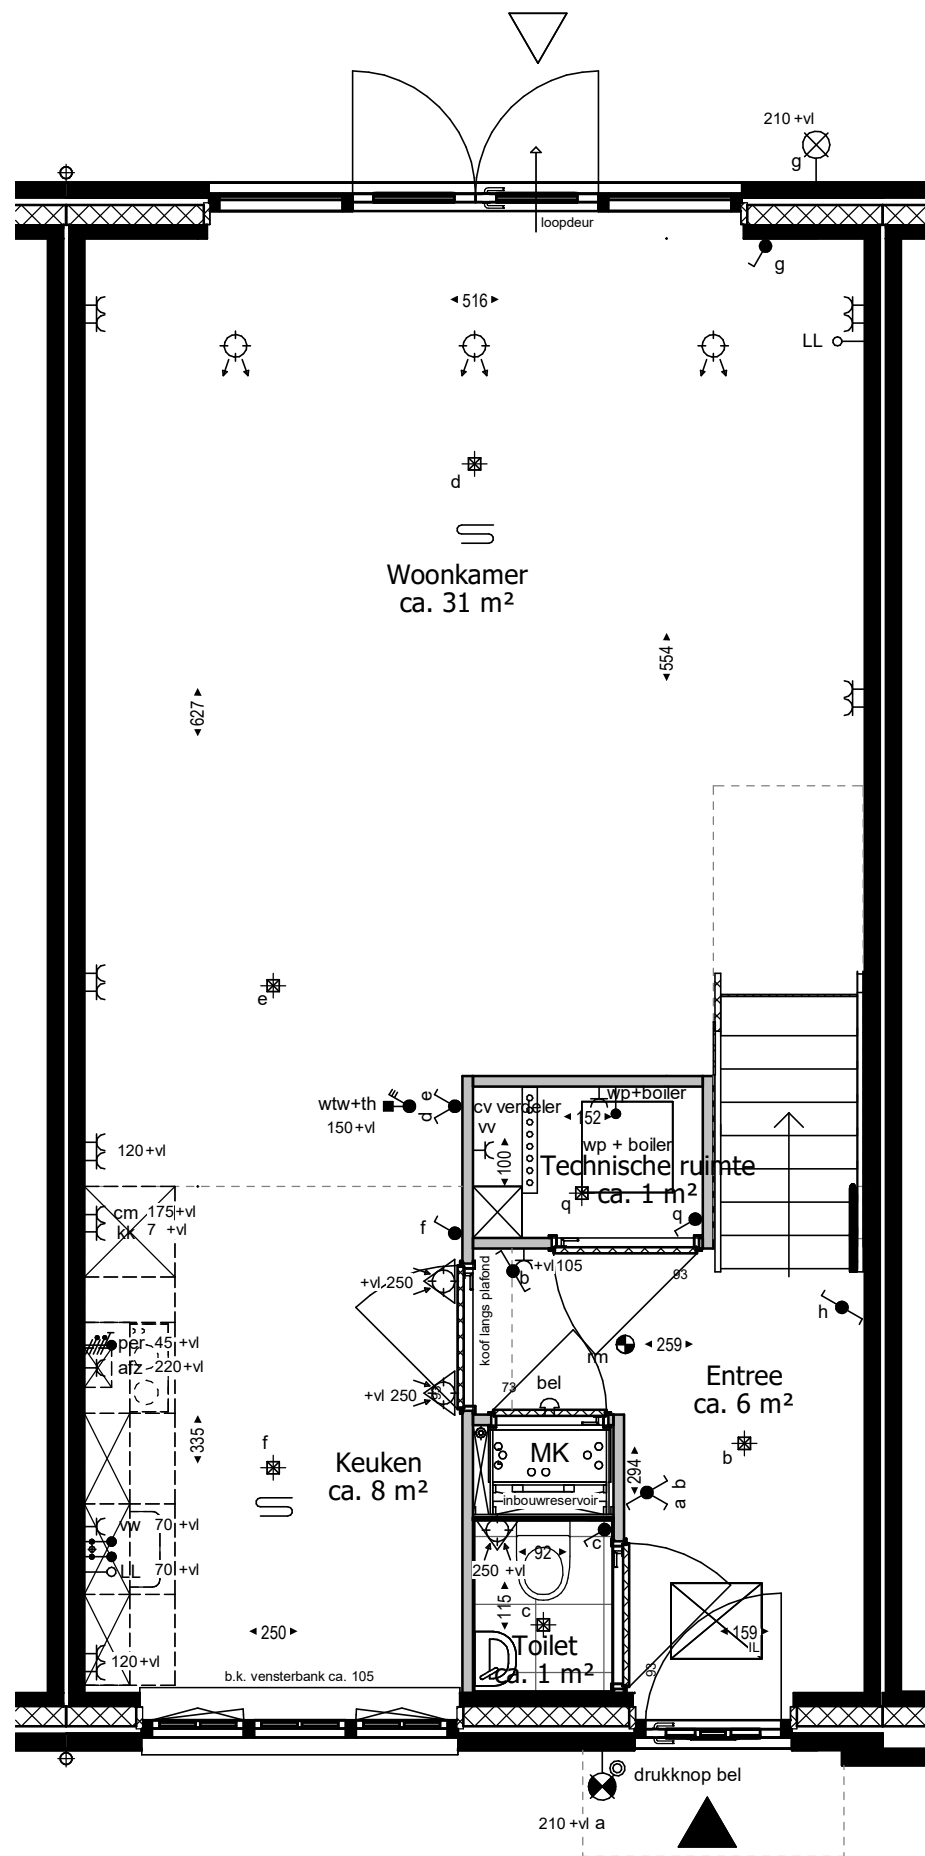 210 +vl
g
loopdeur
g
516
LL
d
Woonkamer
ca. 31 m²
554
627
e
wtw+th
150+vl
d e
cv verdeler
vv
wp+boiler
152
100
wp + boiler
Technische ruimte
ca. 1 m²
q
q
120+vl
cm 175+vl
kk 7 +vl
f
b
+vl 105
93
+vl 250
koof langs plafond
h
per 45 +vl
afz 220+vl
rm
259
+vl 250
93
73
bel
Entree
ca. 6 m²
335
f
Keuken
ca. 8 m²
MK
b
294
a b
inbouwreservoir
vw 70 +vl
LL 70 +vl
c
92
250 +vl
115
c
Toilet
ca. 1 m²
159
IL
93
250
120+vl
b.k. vensterbank ca. 105
drukknop bel
210 +vl a